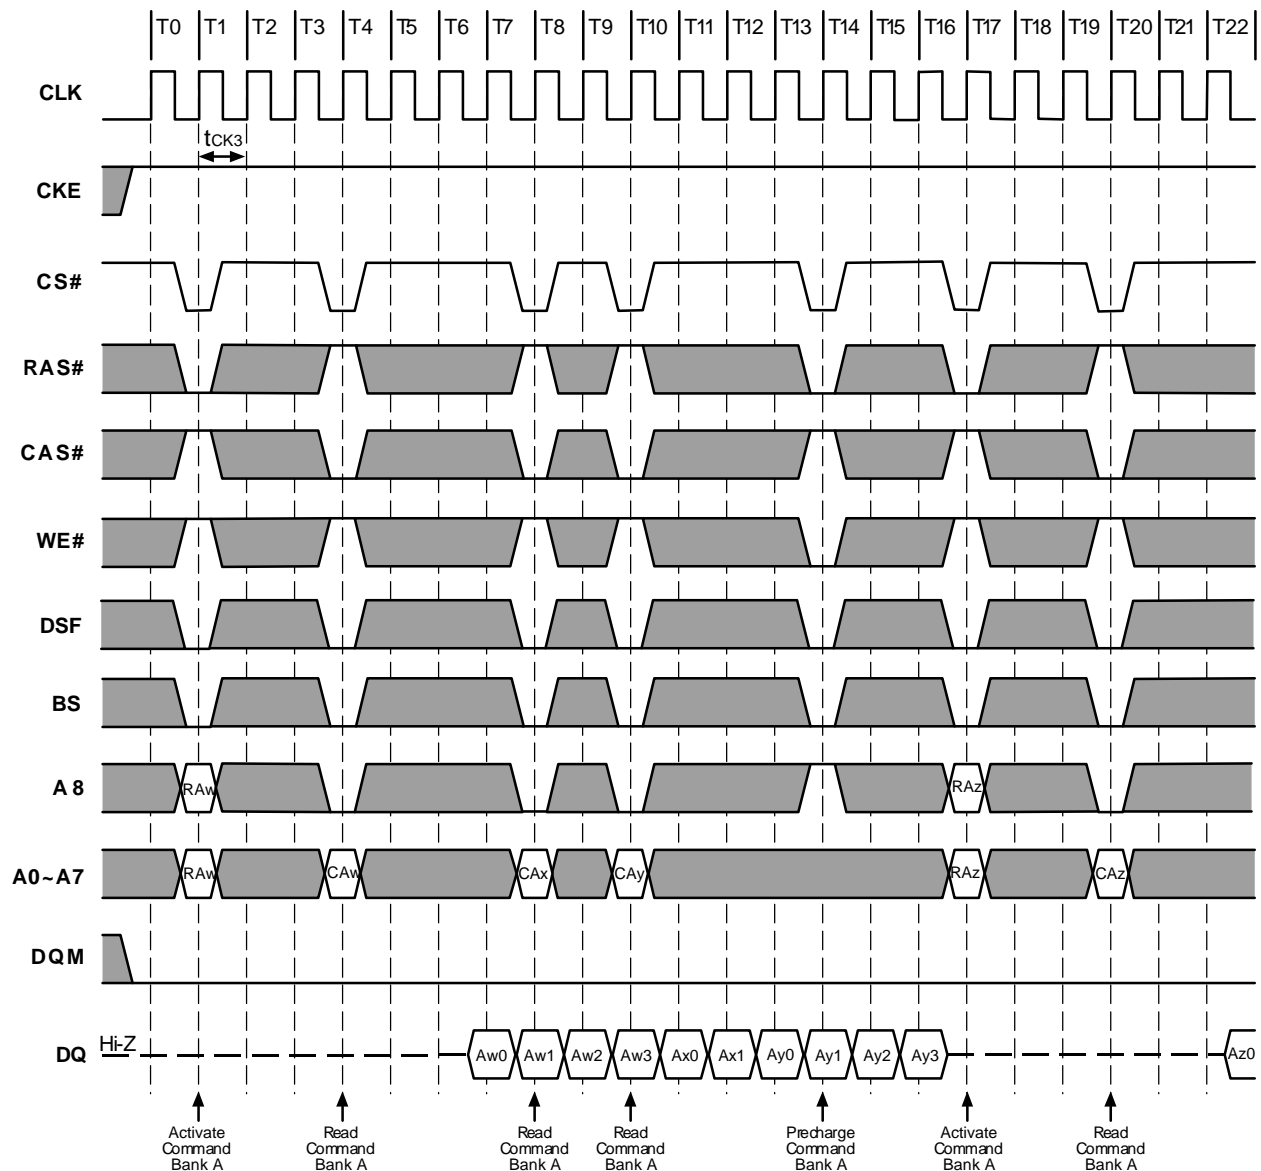 T0 T1 T2 T3 T4 T5 T6 T7 T8 T9 T10 T11 T12 T13 T14 T15 T16 T17 T18 T19 T20 T21 T22
CLK
tCK3
CKE
CS#
RAS#
CAS#
WE#
DSF
BS
A8 RAw RAz
A0~A7 RAw CAw CAx CAy RAz CAz
DQM
DQ Hi-Z Aw0 Aw1 Aw2 Aw3 Ax0 Ax1 Ay0 Ay1 Ay2 Ay3 Az0
Activate Read Read Read Precharge Activate Read
Command Command Command Command Command Command Command
Bank A Bank A Bank A Bank A Bank A Bank A Bank A